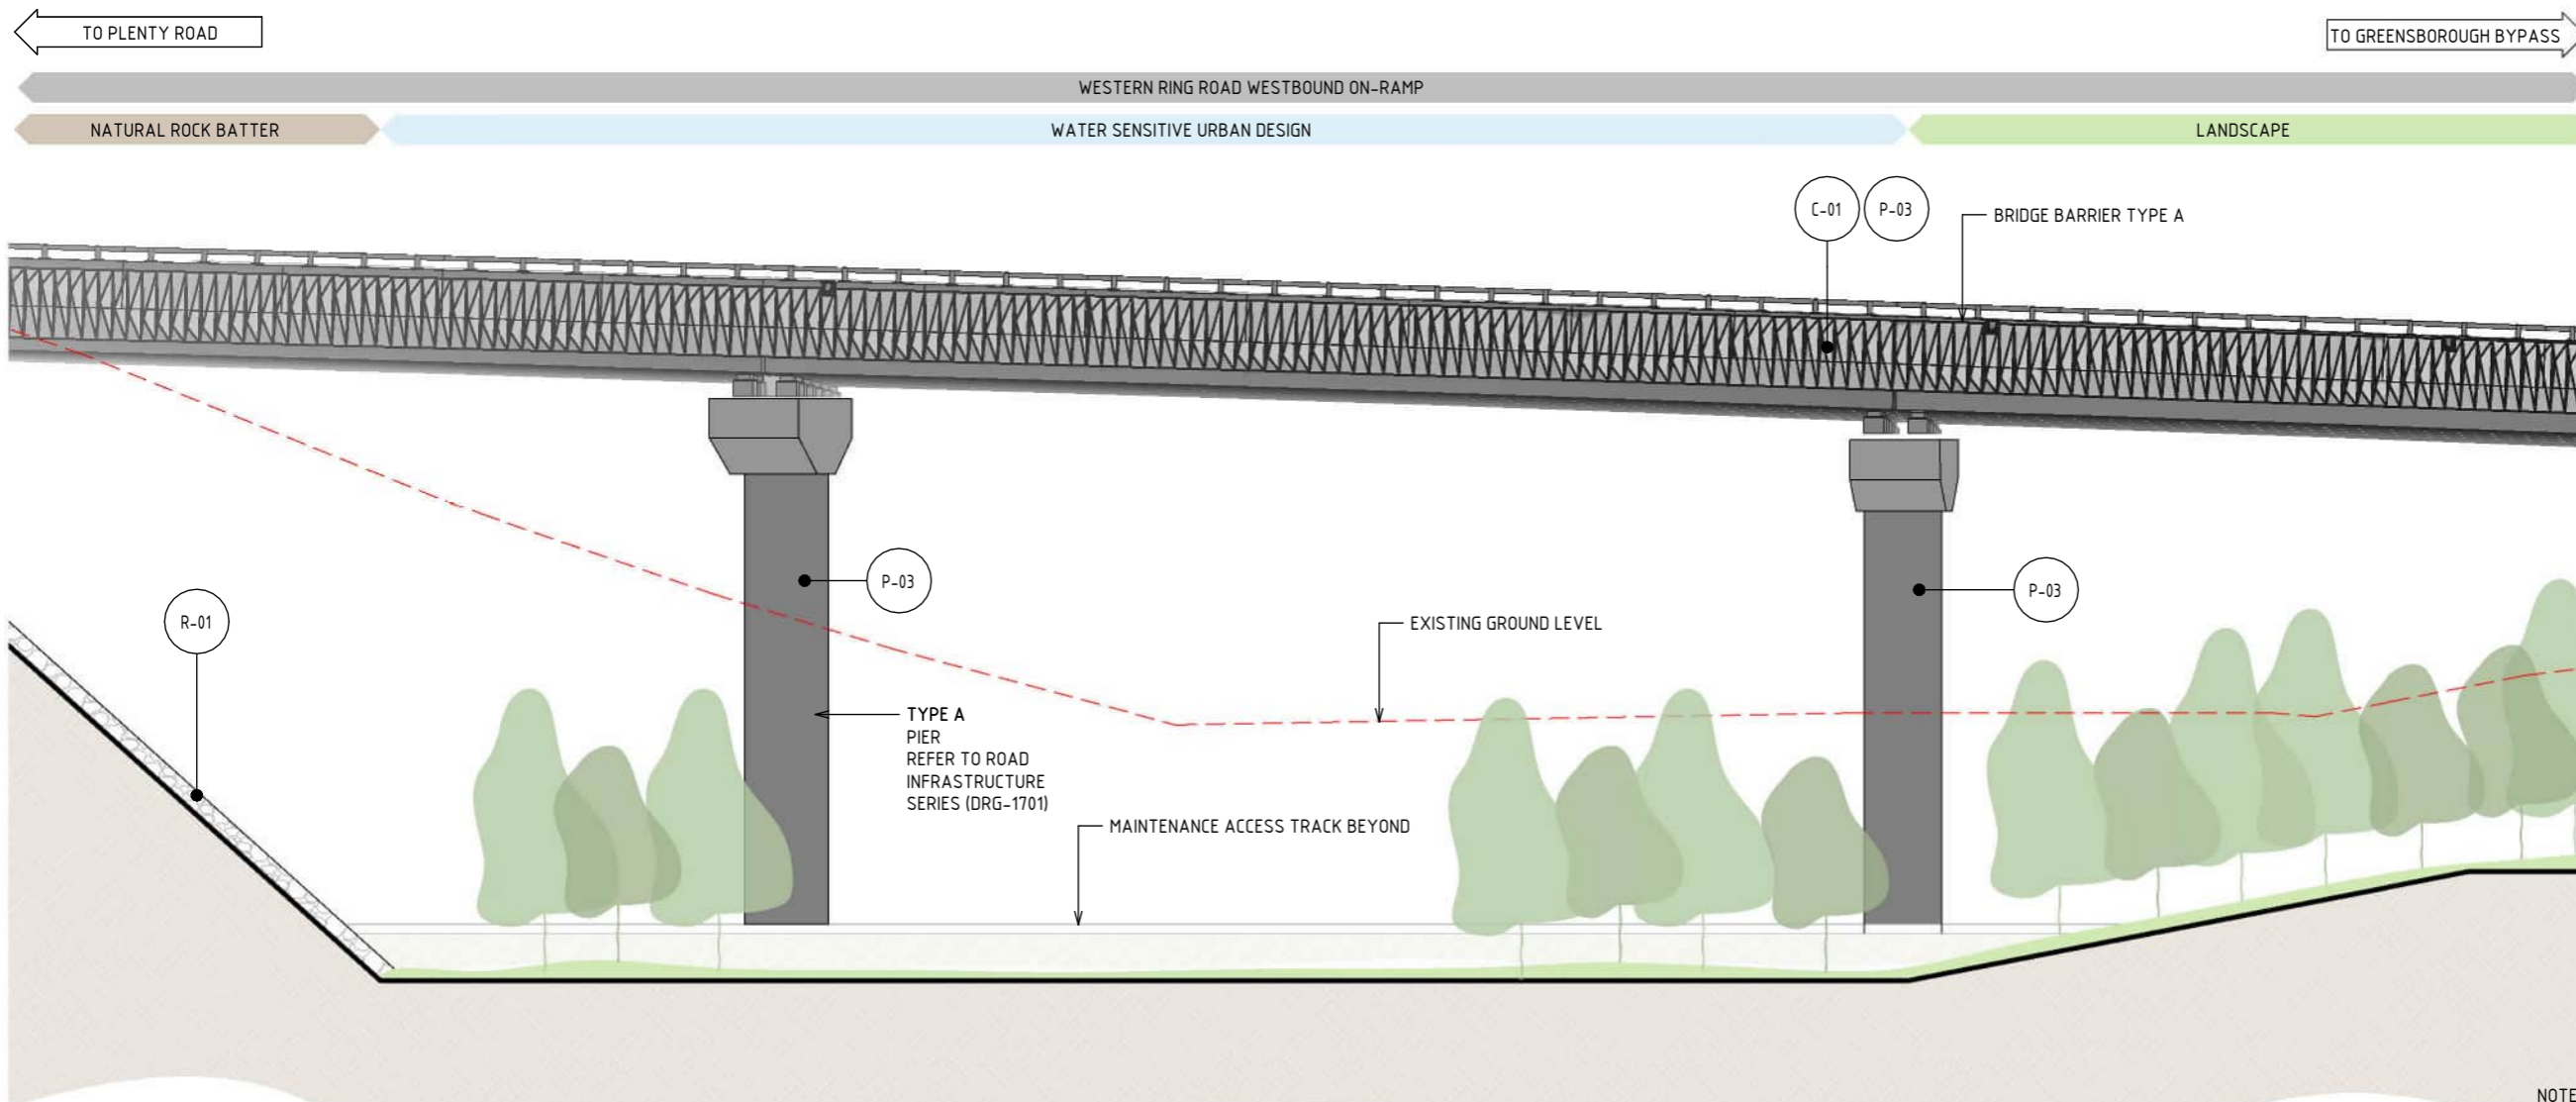 TO PLENTY ROAD
TO GREENSBOROUGH BYPASS
WESTERN RING ROAD WESTBOUND ON-RAMP
NATURAL ROCK BATTER
WATER SENSITIVE URBAN DESIGN
LANDSCAPE
C-01
P-03
BRIDGE BARRIER TYPE A
P-03
P-03
R-01
EXISTING GROUND LEVEL
TYPE A
PIER
REFER TO ROAD
INFRASTRUCTURE
SERIES (DRG-1701)
MAINTENANCE ACCESS TRACK BEYOND
NOTE